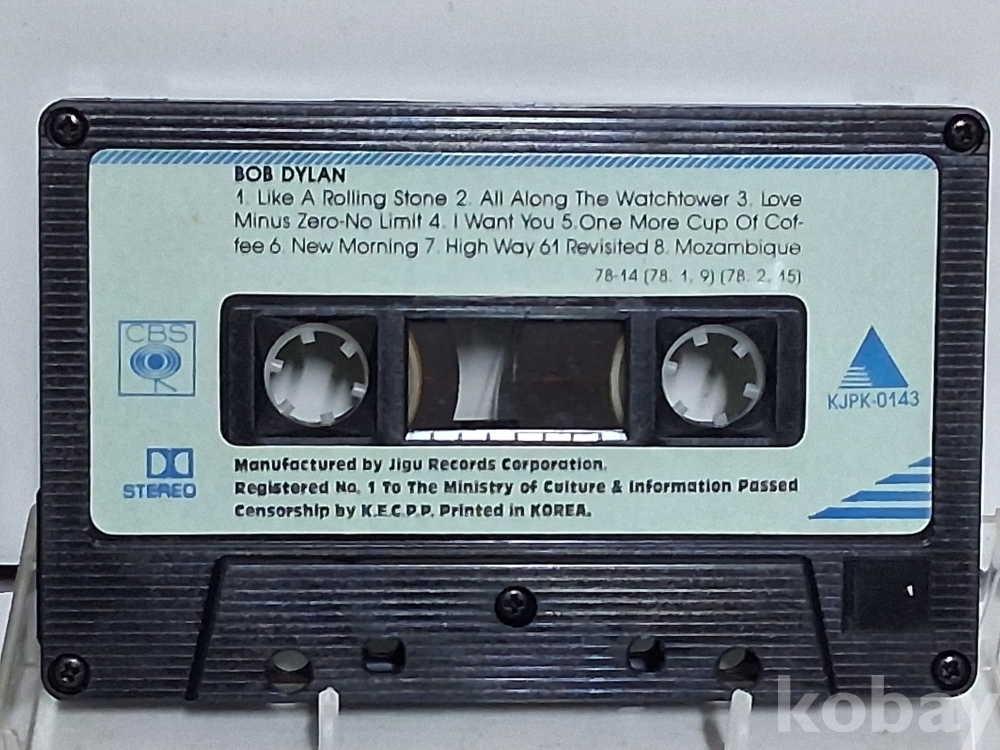 BOB DYLAN
1. Like A Rolling Stone 2. All Along The Watchtower 3. Love
Minus Zero-No Limit 4. I Want You 5.One More Cup Of Cof-
fee 6. New Morning 7. High Way 61 Revisited 8. Mozambique
78-14 (78. 1. 9) (78. 2. 15)
CBS
KJPK-0143
STEREO
Manufactured by Jigu Records Corporation.
Registered No. 1 To The Ministry of Culture & Information Passed
Censorship by K.E.C.P.P. Printed in KOREA.
kobay